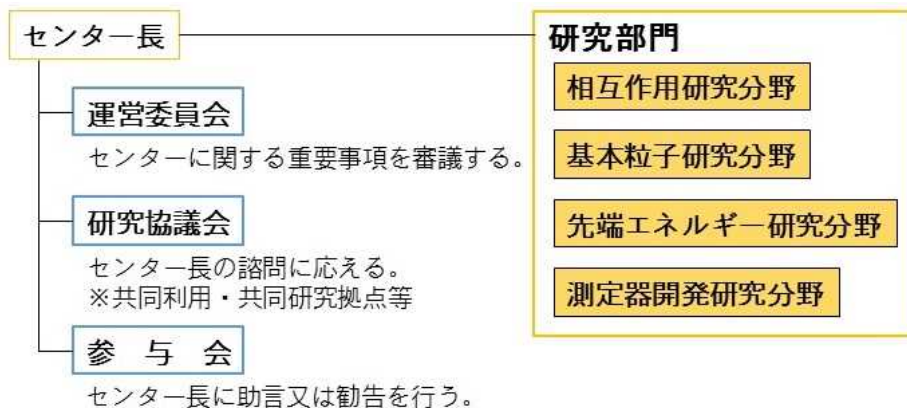 センター長
運営委員会
センターに関する重要事項を審議する。
研究協議会
センター長の諮問に応える。
※共同利用・共同研究拠点等
参 与 会
センター長に助言又は勧告を行う。
研究部門
相互作用研究分野
基本粒子研究分野
先端エネルギー研究分野
測定器開発研究分野